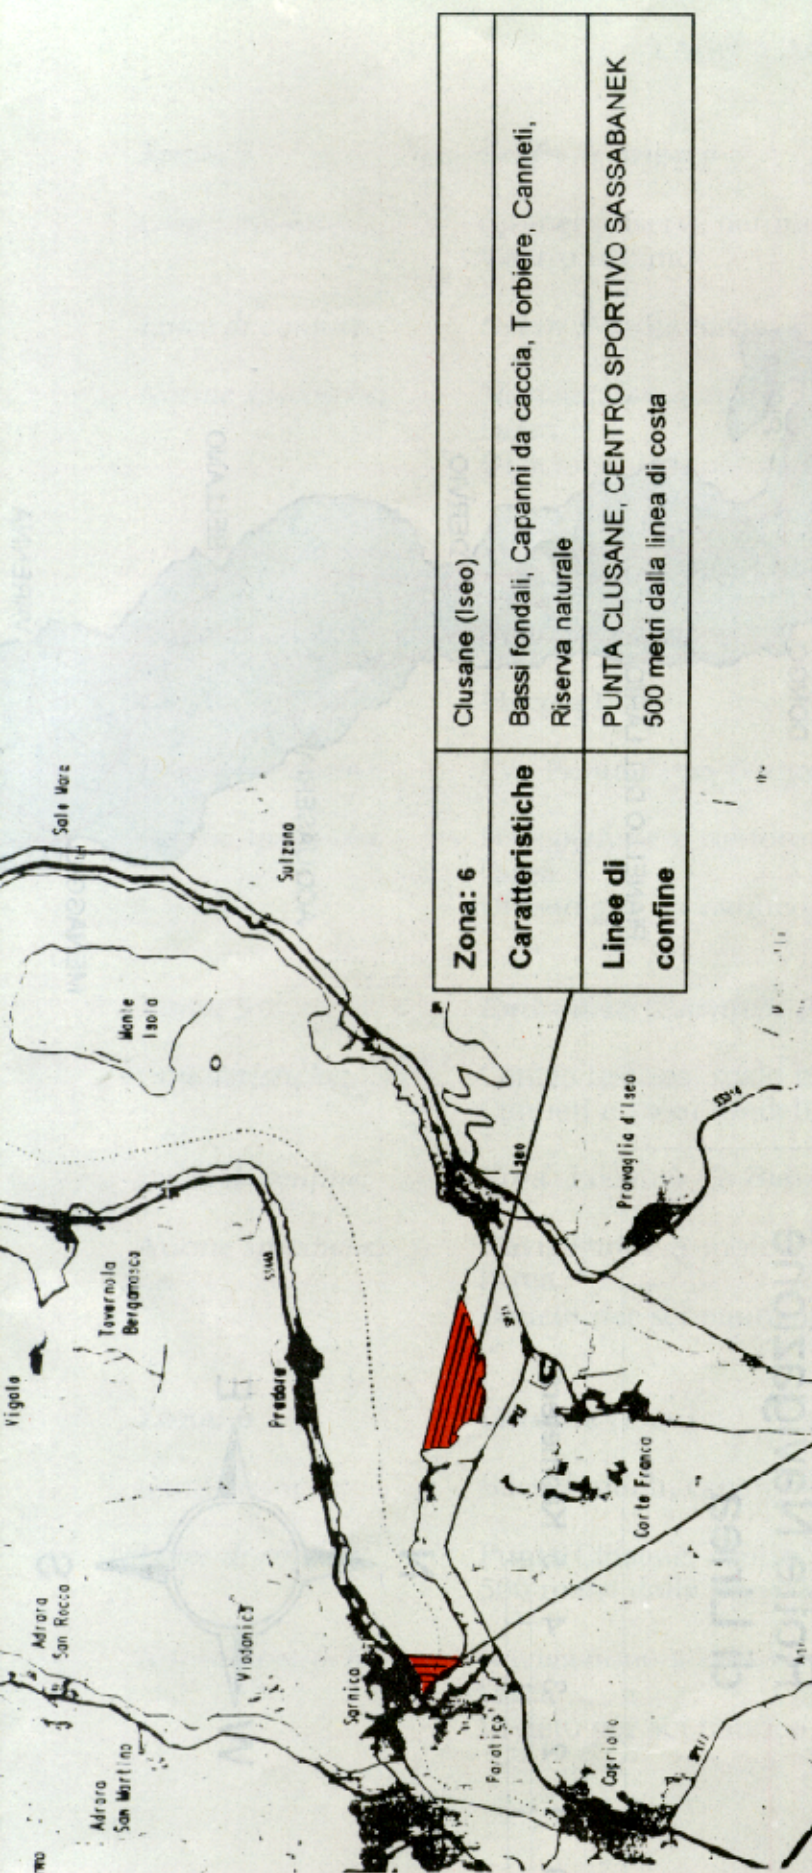 Zona: 6
Clusane (Iseo)
Caratteristiche
Bassi fondali, Capanni da caccia, Torbiere, Canneti,
Riserva naturale
Linee di
confine
PUNTA CLUSANE, CENTRO SPORTIVO SASSABANEK
500 metri dalla linea di costa
Vigolo
Tavernola
Bergamasca
Monte
Isola
Sale Mara
Sulzano
Adrara
San Rocco
Adrara
San Martino
Viadanica
Predore
Sarnico
Paratico
Capriolo
Corte Franca
Iseo
Provaglia d'Iseo